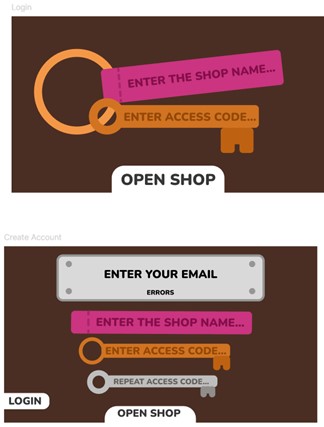 Login
ENTER THE SHOP NAME...
ENTER ACCESS CODE...
OPEN SHOP
Create Account
ENTER YOUR EMAIL
ERRORS
ENTER THE SHOP NAME...
ENTER ACCESS CODE...
REPEAT ACCESS CODE...
LOGIN
OPEN SHOP